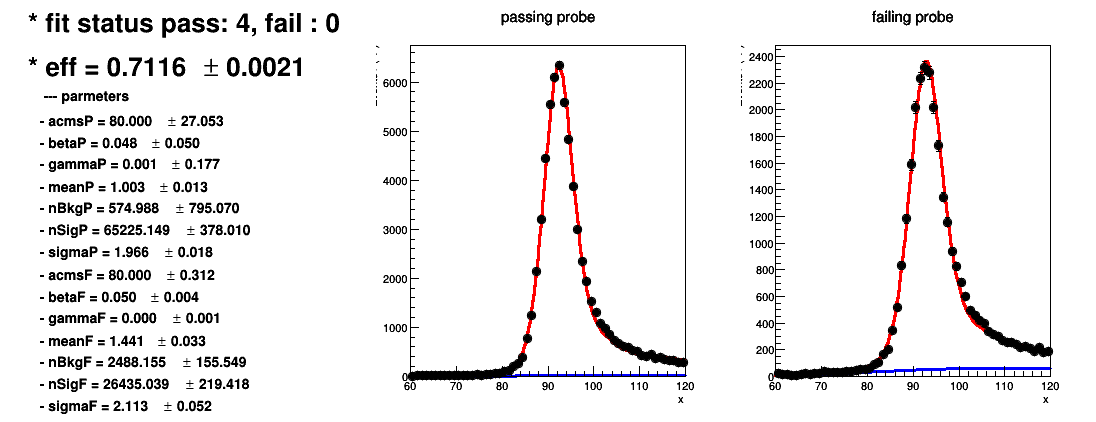 * fit status pass: 4, fail : 0
* eff = 0.7116 ± 0.0021
--- parmeters
- acmsP = 80.000 ± 27.053
- betaP = 0.048 ± 0.050
- gammaP = 0.001 ± 0.177
- meanP = 1.003 ± 0.013
- nBkgP = 574.988 ± 795.070
- nSigP = 65225.149 ± 378.010
- sigmaP = 1.966 ± 0.018
- acmsF = 80.000 ± 0.312
- betaF = 0.050 ± 0.004
- gammaF = 0.000 ± 0.001
- meanF = 1.441 ± 0.033
- nBkgF = 2488.155 ± 155.549
- nSigF = 26435.039 ± 219.418
- sigmaF = 2.113 ± 0.052
passing probe
6000
5000
4000
3000
2000
1000
0
60 70 80 90 100 110 120
x
failing probe
2400
2200
2000
1800
1600
1400
1200
1000
800
600
400
200
0
60 70 80 90 100 110 120
x